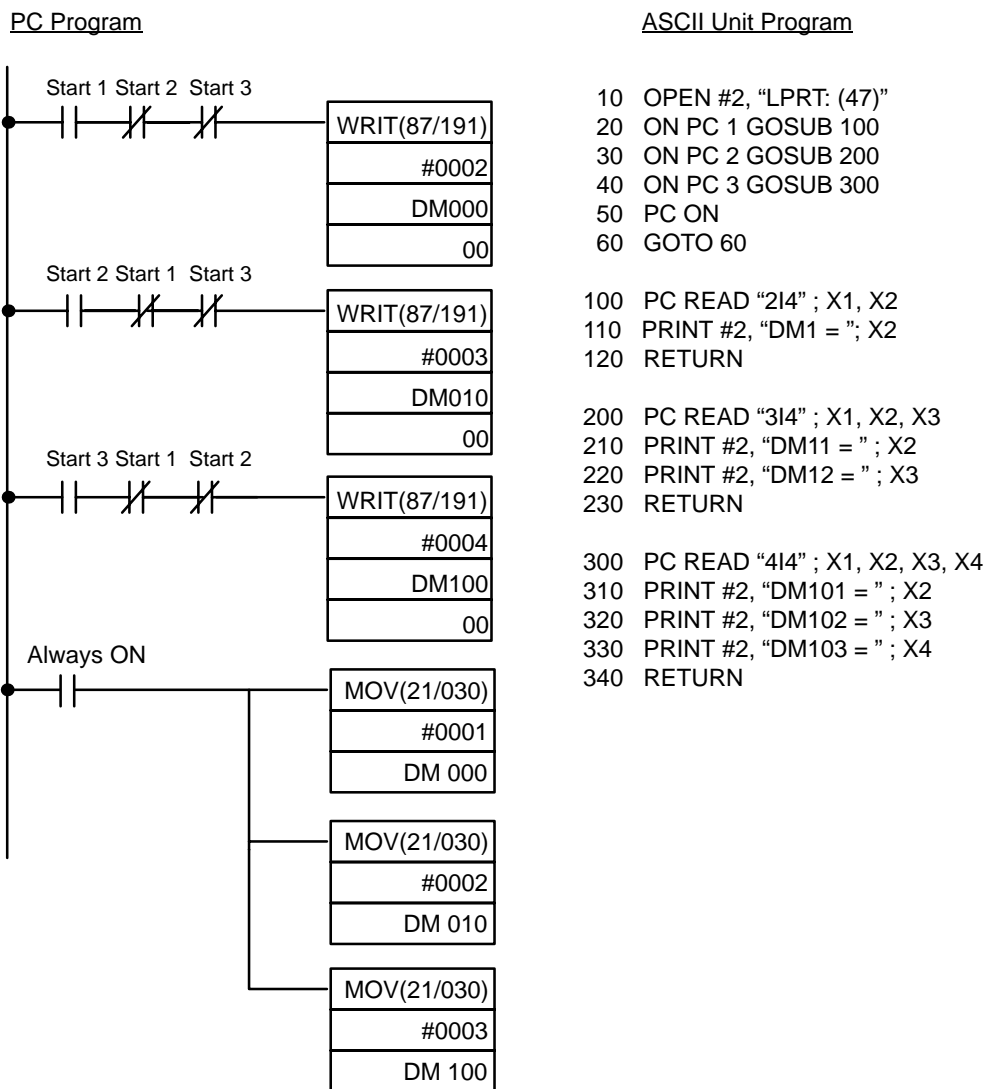 PC Program
Start 1 Start 2 Start 3
WRIT(87/191)
#0002
DM000
00
Start 2 Start 1 Start 3
WRIT(87/191)
#0003
DM010
00
Start 3 Start 1 Start 2
WRIT(87/191)
#0004
DM100
00
Always ON
MOV(21/030)
#0001
DM 000
MOV(21/030)
#0002
DM 010
MOV(21/030)
#0003
DM 100
ASCII Unit Program
10 OPEN #2, “LPRT: (47)”
20 ON PC 1 GOSUB 100
30 ON PC 2 GOSUB 200
40 ON PC 3 GOSUB 300
50 PC ON
60 GOTO 60
100 PC READ “2I4” ; X1, X2
110 PRINT #2, “DM1 = ”; X2
120 RETURN
200 PC READ “3I4” ; X1, X2, X3
210 PRINT #2, “DM11 = ” ; X2
220 PRINT #2, “DM12 = ” ; X3
230 RETURN
300 PC READ “4I4” ; X1, X2, X3, X4
310 PRINT #2, “DM101 = ” ; X2
320 PRINT #2, “DM102 = ” ; X3
330 PRINT #2, “DM103 = ” ; X4
340 RETURN